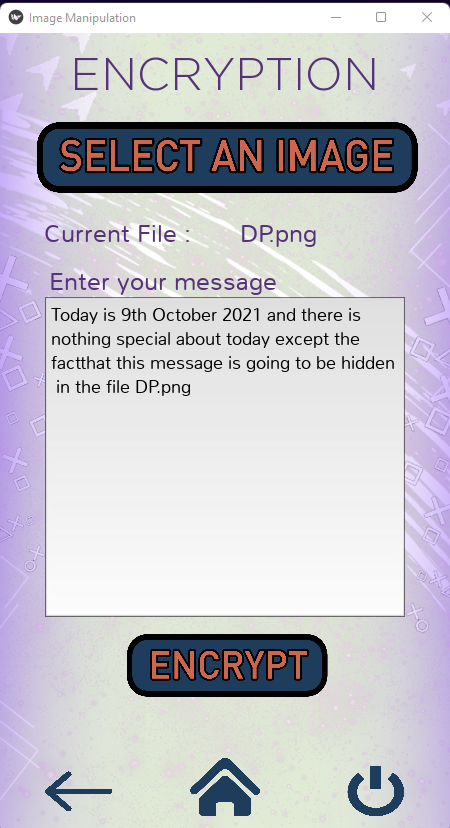 Image Manipulation
ENCRYPTION
SELECT AN IMAGE
Current File : DP.png
Enter your message
Today is 9th October 2021 and there is
nothing special about today except the
factthat this message is going to be hidden
in the file DP.png
ENCRYPT